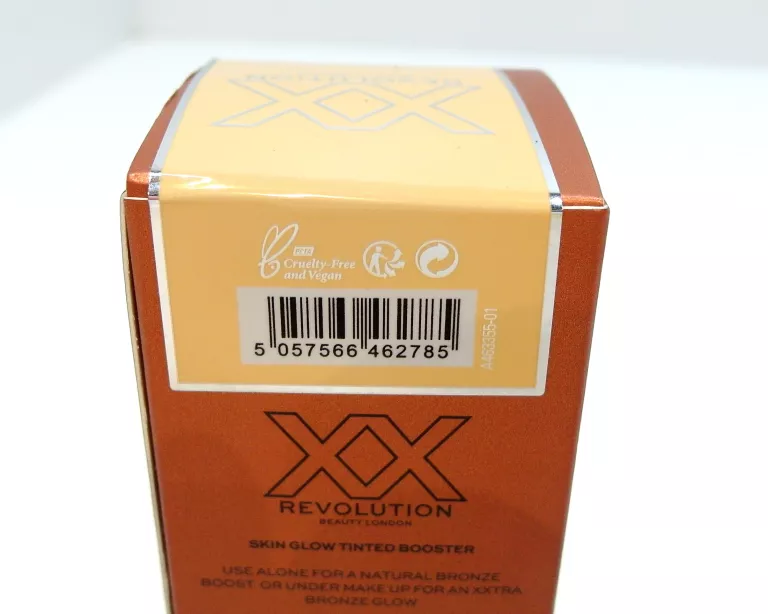 XX
PETA
Cruelty-Free
and Vegan
5 057566 462785
A463355-01
XX
REVOLUTION
BEAUTY LONDON
SKIN GLOW TINTED BOOSTER
USE ALONE FOR A NATURAL BRONZE
BOOST, OR UNDER MAKE UP FOR AN XXTRA
BRONZE GLOW